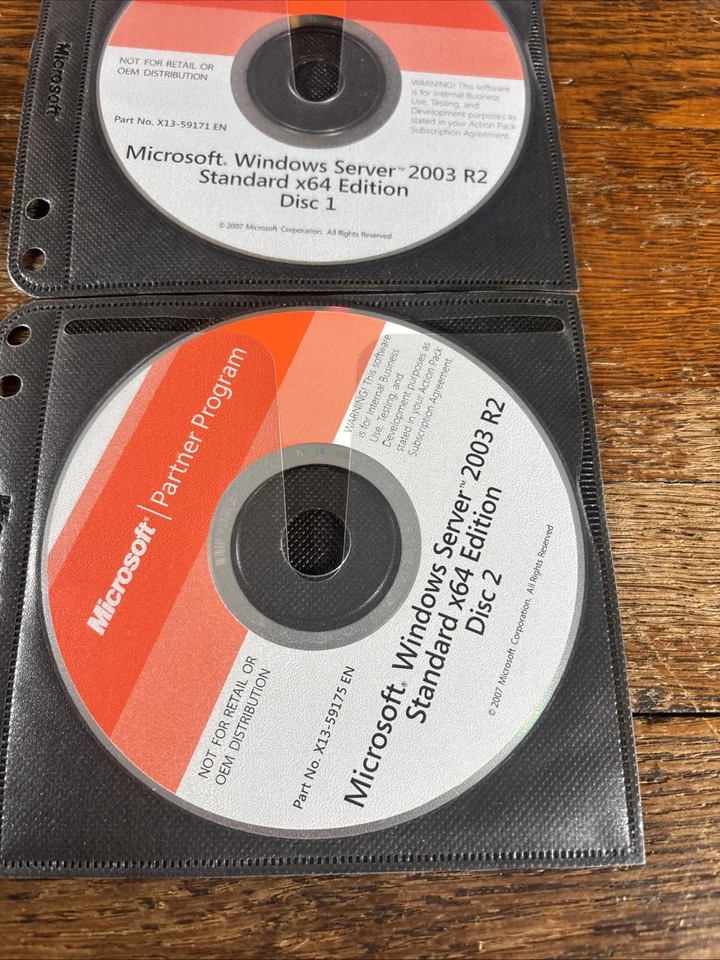 Microsoft
NOT FOR RETAIL OR
OEM DISTRIBUTION
WARNING! This software
is for Internal Business
Use, Testing, and
Development purposes as
stated in your Action Pack
Subscription Agreement.
Part No. X13-59171 EN
Microsoft® Windows Server™ 2003 R2
Standard x64 Edition
Disc 1
© 2007 Microsoft Corporation. All Rights Reserved
Microsoft® | Partner Program
WARNING! This software
is for Internal Business
Use, Testing, and
Development purposes as
stated in your Action Pack
Subscription Agreement.
NOT FOR RETAIL OR
OEM DISTRIBUTION
Part No. X13-59175 EN
Microsoft® Windows Server™ 2003 R2
Standard x64 Edition
Disc 2
© 2007 Microsoft Corporation. All Rights Reserved